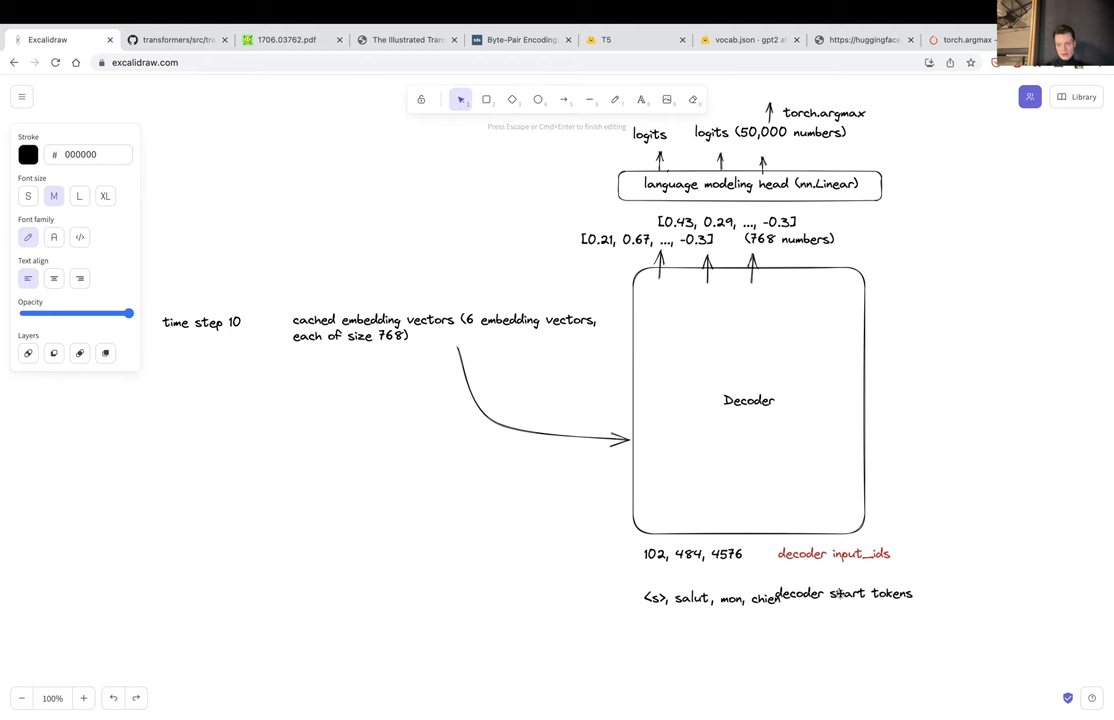 Excalidraw
transformers/src/tra
1706.03762.pdf
The Illustrated Tran
Byte-Pair Encoding
T5
vocab.json · gpt2 at
https://huggingface
torch.argmax —
excalidraw.com
Library
Press Escape or Cmd+Enter to finish editing
Stroke
# 000000
Font size
S M L XL
Font family
A </>
Text align
Opacity
Layers
torch.argmax
logits logits (50,000 numbers)
language modeling head (nn.Linear)
[0.43, 0.29, ..., -0.3]
[0.21, 0.67, ..., -0.3] (768 numbers)
time step 10
cached embedding vectors (6 embedding vectors,
each of size 768)
Decoder
102, 484, 4576 decoder input_ids
<s>, salut, mon, chien decoder start tokens
− 100% +